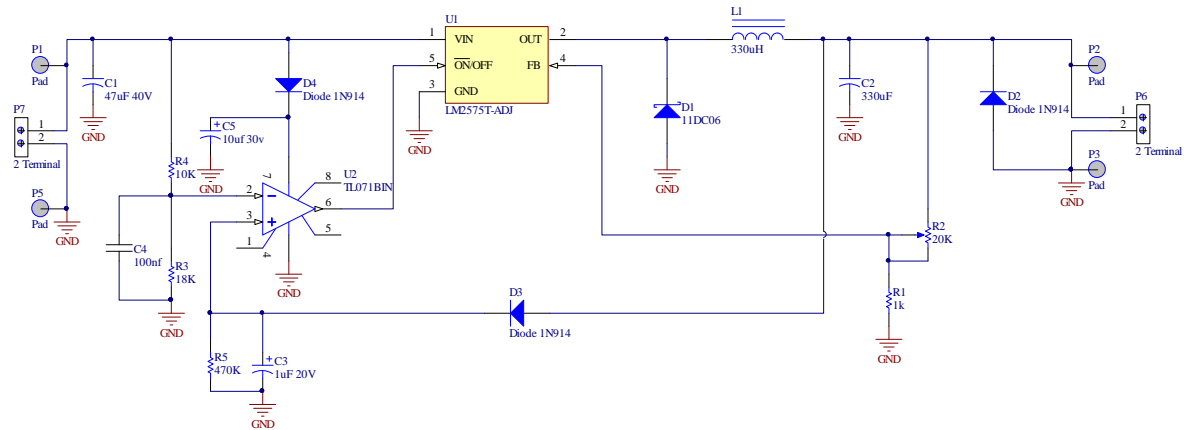 U1
L1
1
VIN
OUT
2
330uH
P1
Pad
5
ON/OFF
FB
4
P2
Pad
C1
47uF 40V
D4
Diode 1N914
3
GND
C2
330uF
D2
Diode 1N914
LM2575T-ADJ
D1
11DC06
P7
1
2
2 Terminal
GND
C5
10uf 30v
GND
P6
1
2
2 Terminal
R4
10K
GND
GND
GND
P3
Pad
7
U2
TL071BIN
8
2
6
3
5
1
4
GND
P5
Pad
GND
R2
20K
C4
100nf
R3
18K
GND
R1
1k
D3
Diode 1N914
GND
GND
R5
470K
C3
1uF 20V
GND